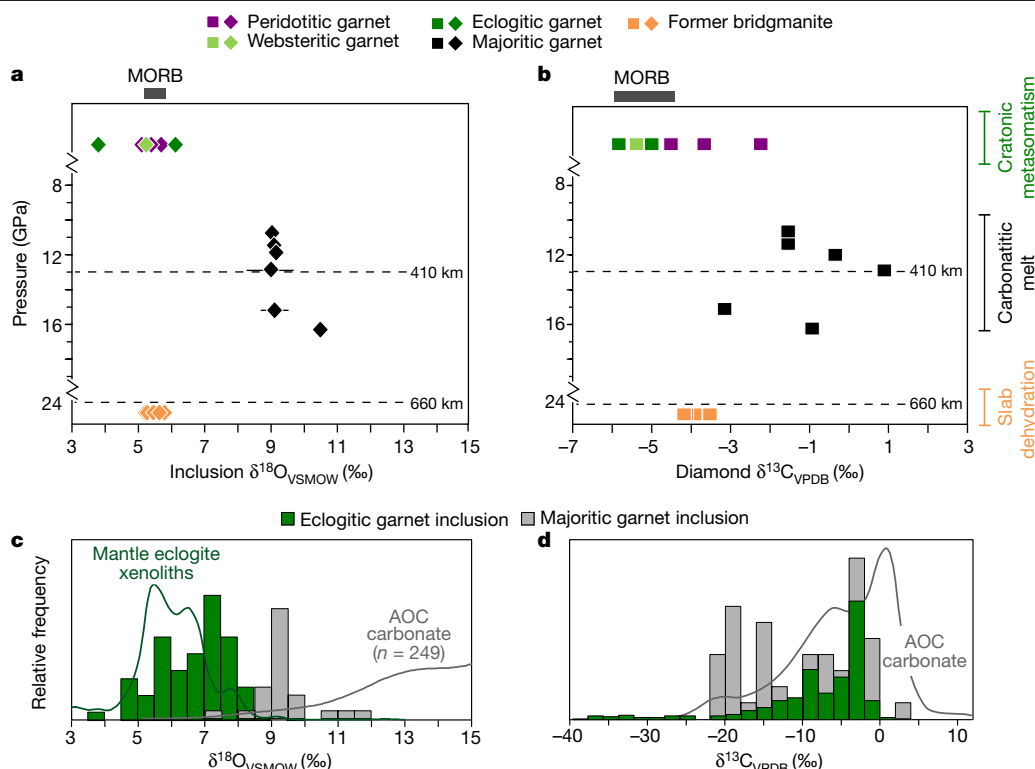 Peridotitic garnet
Eclogitic garnet
Former bridgmanite
Websteritic garnet
Majoritic garnet
a
MORB
Pressure (GPa)
8
12
16
24
410 km
660 km
3
5
7
9
11
13
15
Inclusion δ18OVSMOW (‰)
b
MORB
8
12
16
24
410 km
660 km
–7
–5
–3
–1
1
3
Diamond δ13CVPDB (‰)
Cratonic
metasomatism
Carbonatitic
melt
Slab
dehydration
Eclogitic garnet inclusion
Majoritic garnet inclusion
c
Relative frequency
Mantle eclogite
xenoliths
AOC
carbonate
(n = 249)
3
5
7
9
11
13
15
δ18OVSMOW (‰)
d
AOC
carbonate
–40
–30
–20
–10
0
10
δ13CVPDB (‰)